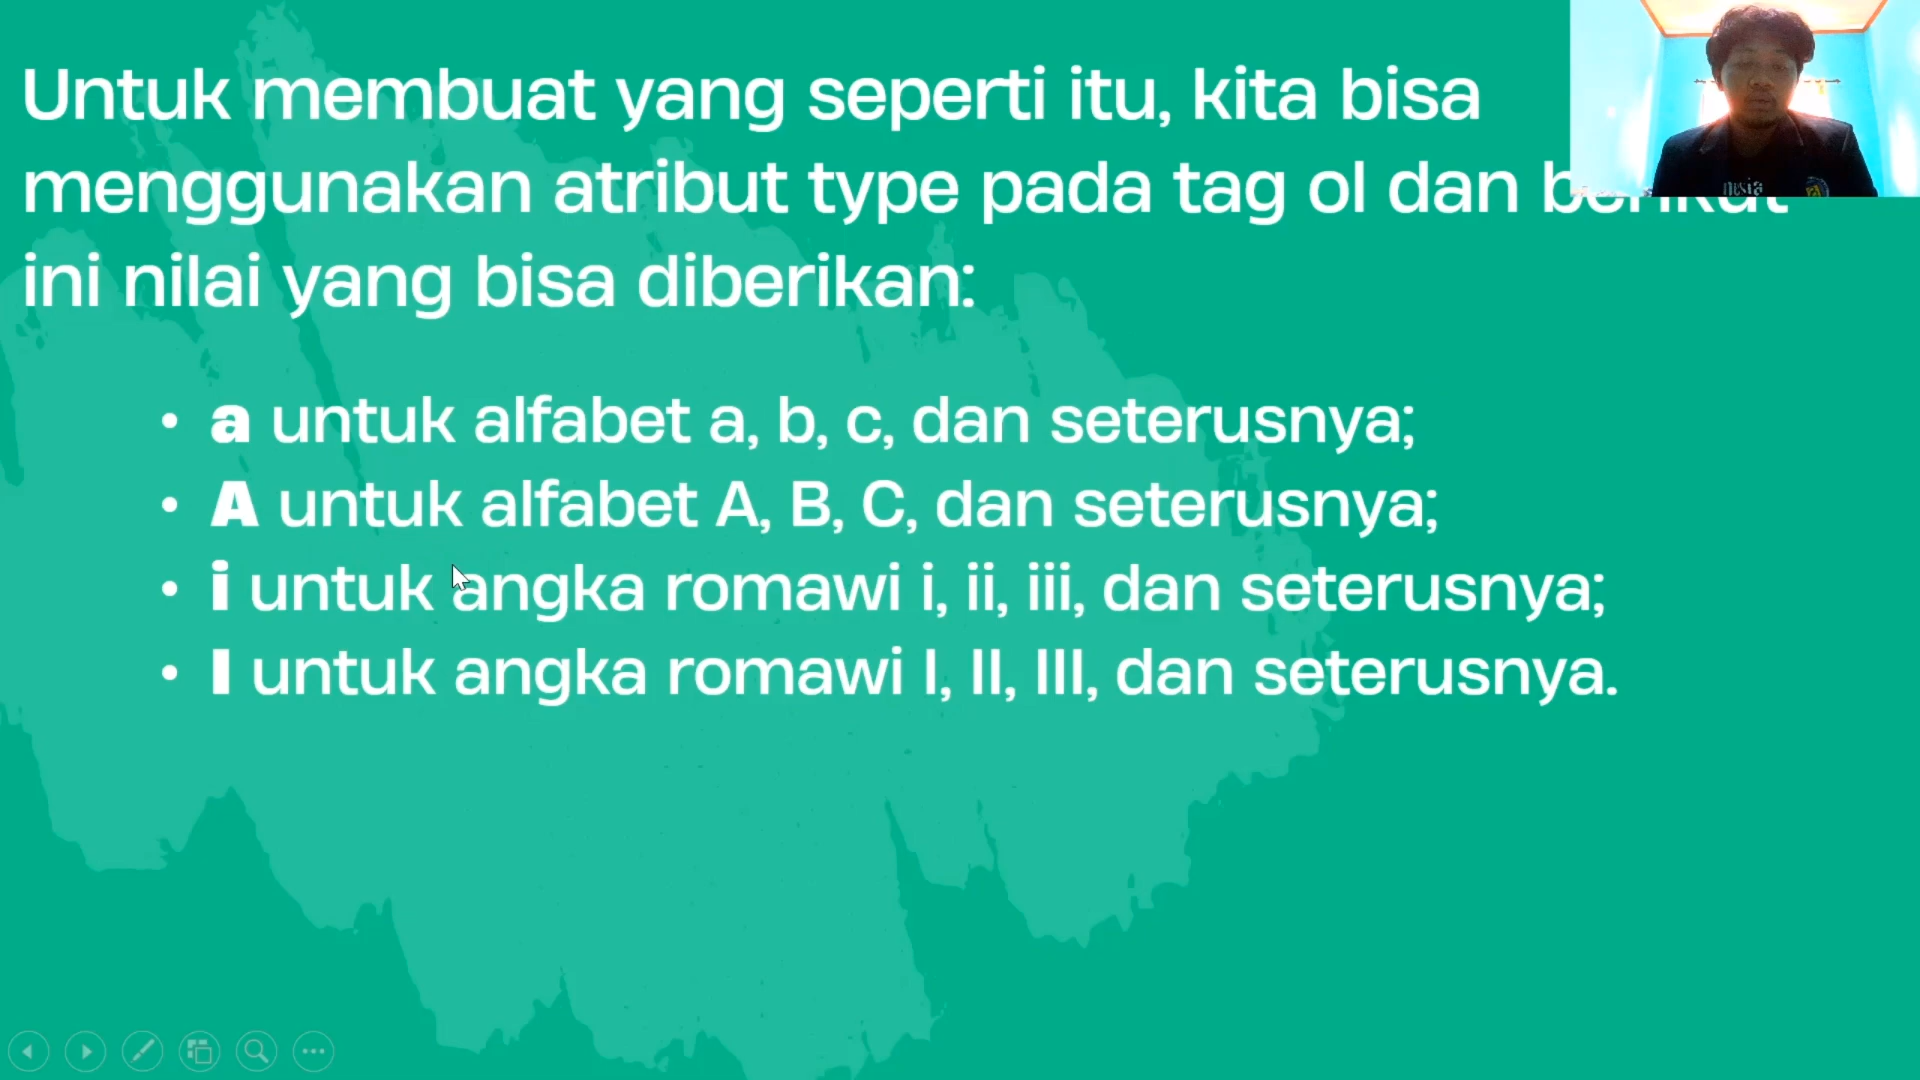 Untuk membuat yang seperti itu, kita bisa
menggunakan atribut type pada tag ol dan berikut
ini nilai yang bisa diberikan:
• a untuk alfabet a, b, c, dan seterusnya;
• A untuk alfabet A, B, C, dan seterusnya;
• i untuk angka romawi i, ii, iii, dan seterusnya;
• I untuk angka romawi I, II, III, dan seterusnya.